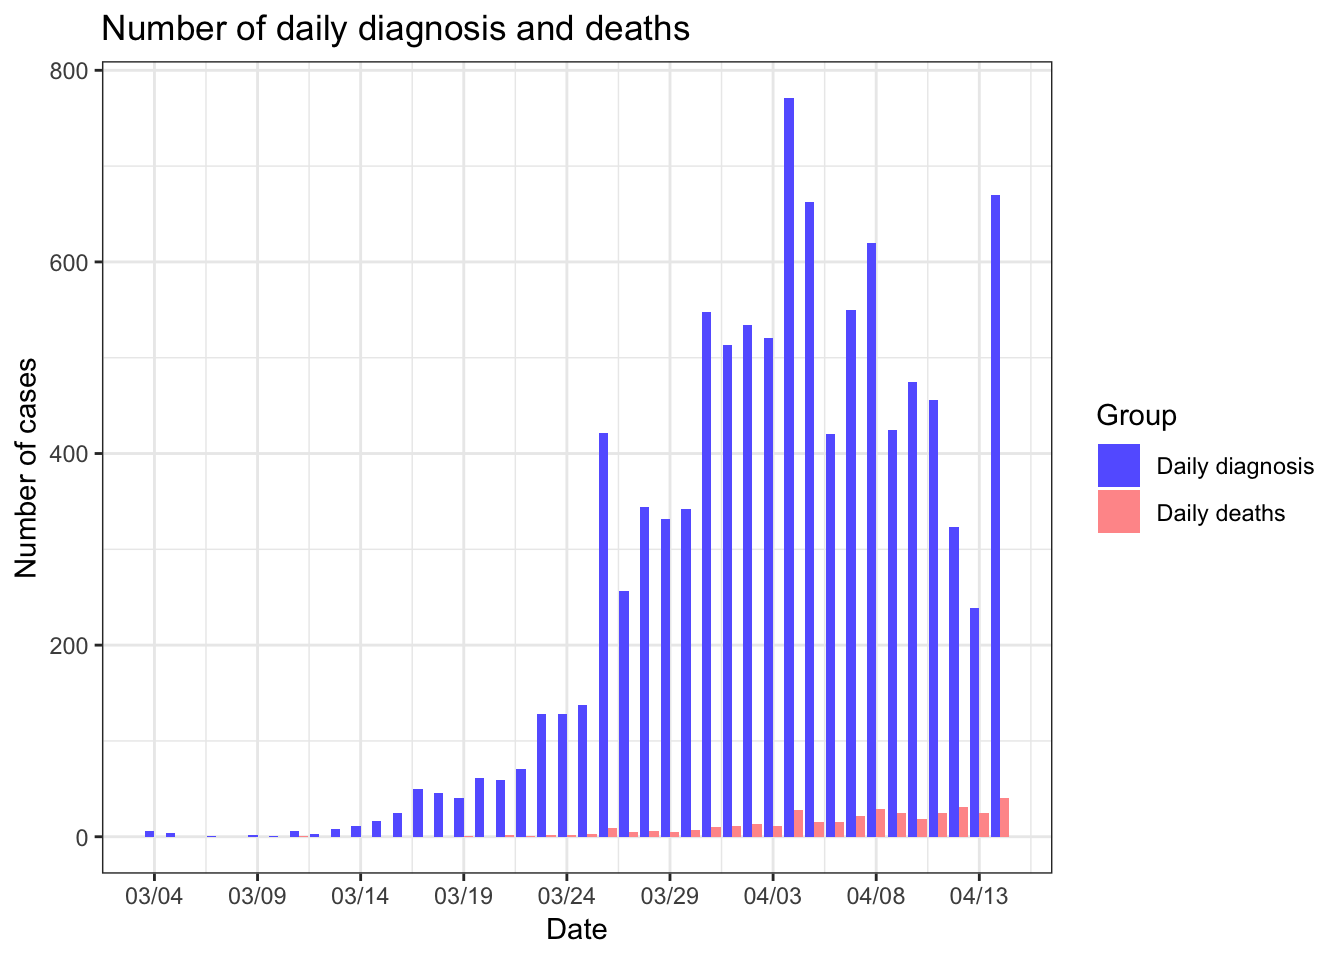 Number of daily diagnosis and deaths
800
600
400
200
0
Number of cases
03/04 03/09 03/14 03/19 03/24 03/29 04/03 04/08 04/13
Date
Group
Daily diagnosis
Daily deaths